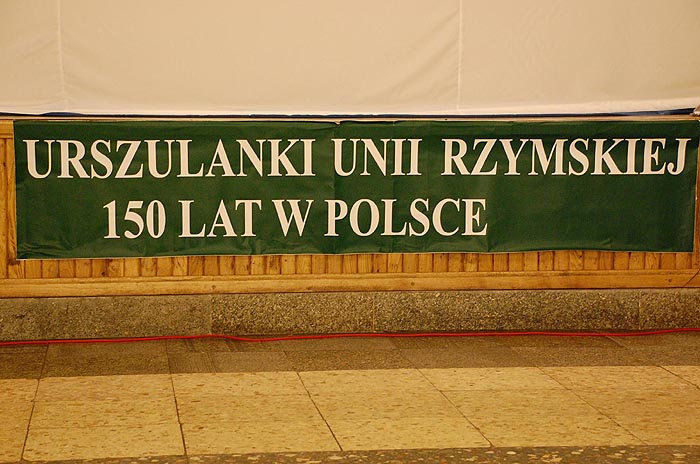 URSZULANKI UNII RZYMSKIEJ
150 LAT W POLSCE